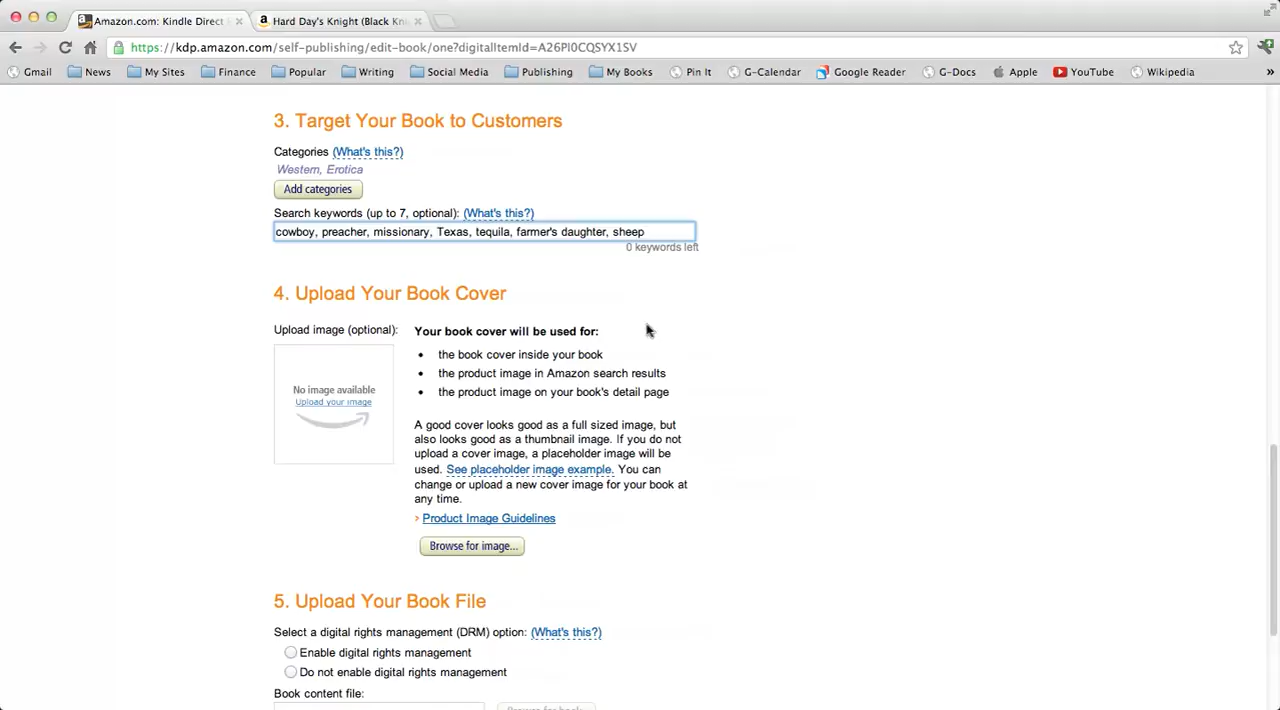 Amazon.com: Kindle Direct
Hard Day's Knight (Black Kni
https://kdp.amazon.com/self-publishing/edit-book/one?digitalItemId=A26PI0CQSYX1SV
Gmail News My Sites Finance Popular Writing Social Media Publishing My Books Pin It G-Calendar Google Reader G-Docs Apple YouTube Wikipedia »
3. Target Your Book to Customers
Categories (What's this?)
Western, Erotica
Add categories
Search keywords (up to 7, optional): (What's this?)
cowboy, preacher, missionary, Texas, tequila, farmer's daughter, sheep
0 keywords left
4. Upload Your Book Cover
Upload image (optional):
No image available
Upload your image
Your book cover will be used for:
• the book cover inside your book
• the product image in Amazon search results
• the product image on your book's detail page
A good cover looks good as a full sized image, but
also looks good as a thumbnail image. If you do not
upload a cover image, a placeholder image will be
used. See placeholder image example. You can
change or upload a new cover image for your book at
any time.
› Product Image Guidelines
Browse for image...
5. Upload Your Book File
Select a digital rights management (DRM) option: (What's this?)
Enable digital rights management
Do not enable digital rights management
Book content file: